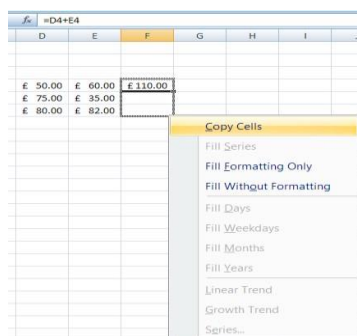 fx =D4+E4
D E F G H I
£ 50.00 £ 60.00 £ 110.00
£ 75.00 £ 35.00
£ 80.00 £ 82.00
Copy Cells
Fill Series
Fill Formatting Only
Fill Without Formatting
Fill Days
Fill Weekdays
Fill Months
Fill Years
Linear Trend
Growth Trend
Series...